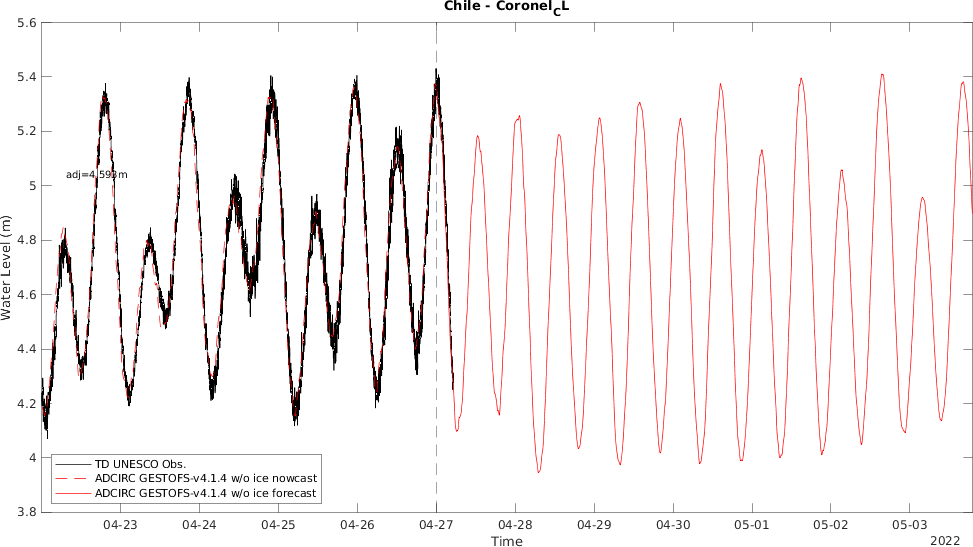 Chile - Coronel_CL
5.6
5.4
5.2
5
4.8
4.6
4.4
4.2
4
3.8
Water Level (m)
adj=4.593m
TD UNESCO Obs.
ADCIRC GESTOFS-v4.1.4 w/o ice nowcast
ADCIRC GESTOFS-v4.1.4 w/o ice forecast
04-23 04-24 04-25 04-26 04-27 04-28 04-29 04-30 05-01 05-02 05-03
Time
2022